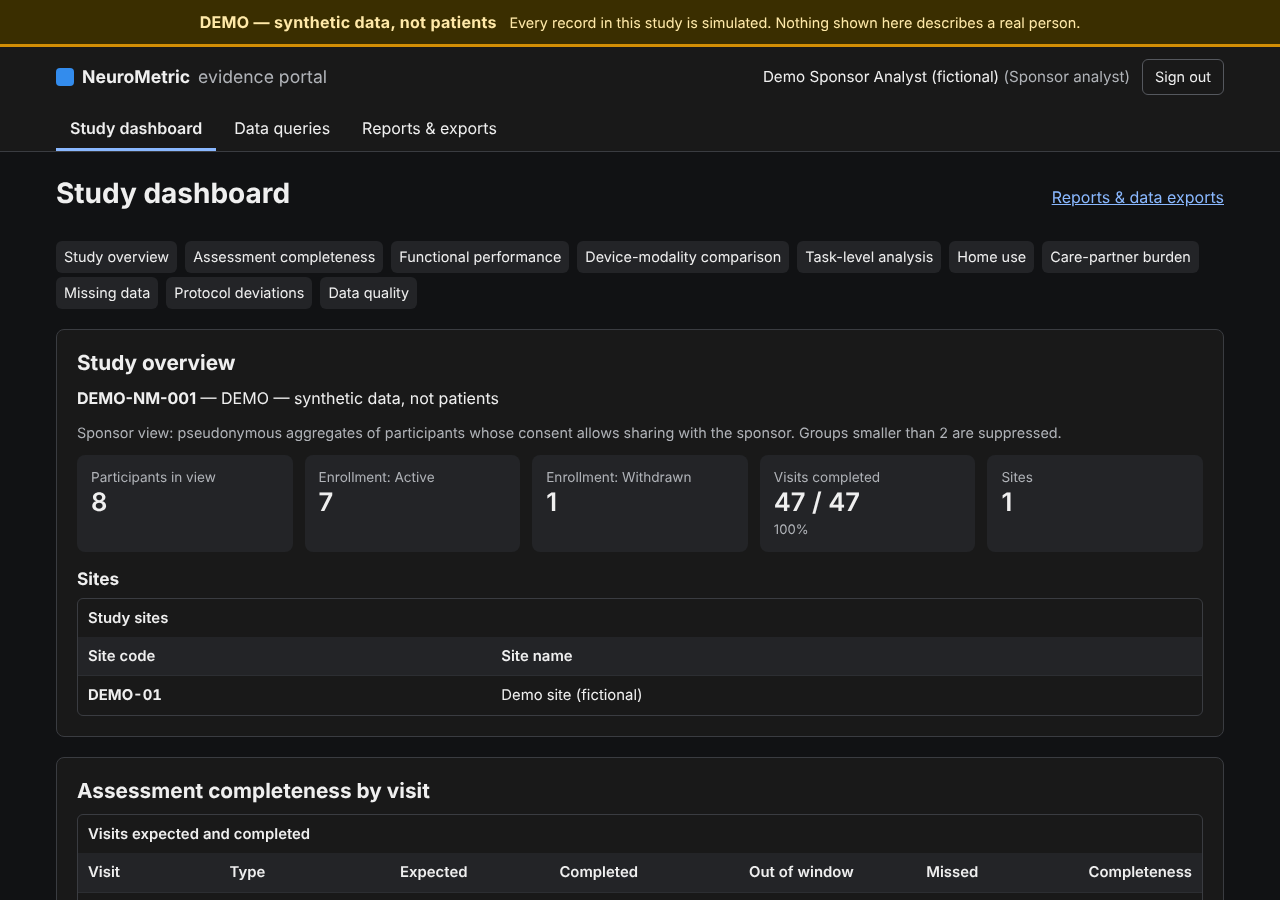 DEMO — synthetic data, not patients Every record in this study is simulated. Nothing shown here describes a real person.
NeuroMetric evidence portal
Demo Sponsor Analyst (fictional) (Sponsor analyst) Sign out
Study dashboard Data queries Reports & exports
Study dashboard
Reports & data exports
Study overview Assessment completeness Functional performance Device-modality comparison Task-level analysis Home use Care-partner burden
Missing data Protocol deviations Data quality
Study overview
DEMO-NM-001 — DEMO — synthetic data, not patients
Sponsor view: pseudonymous aggregates of participants whose consent allows sharing with the sponsor. Groups smaller than 2 are suppressed.
Participants in view Enrollment: Active Enrollment: Withdrawn Visits completed Sites
8 7 1 47 / 47 1
100%
Sites
Study sites
Site code Site name
DEMO-01 Demo site (fictional)
Assessment completeness by visit
Visits expected and completed
Visit Type Expected Completed Out of window Missed Completeness